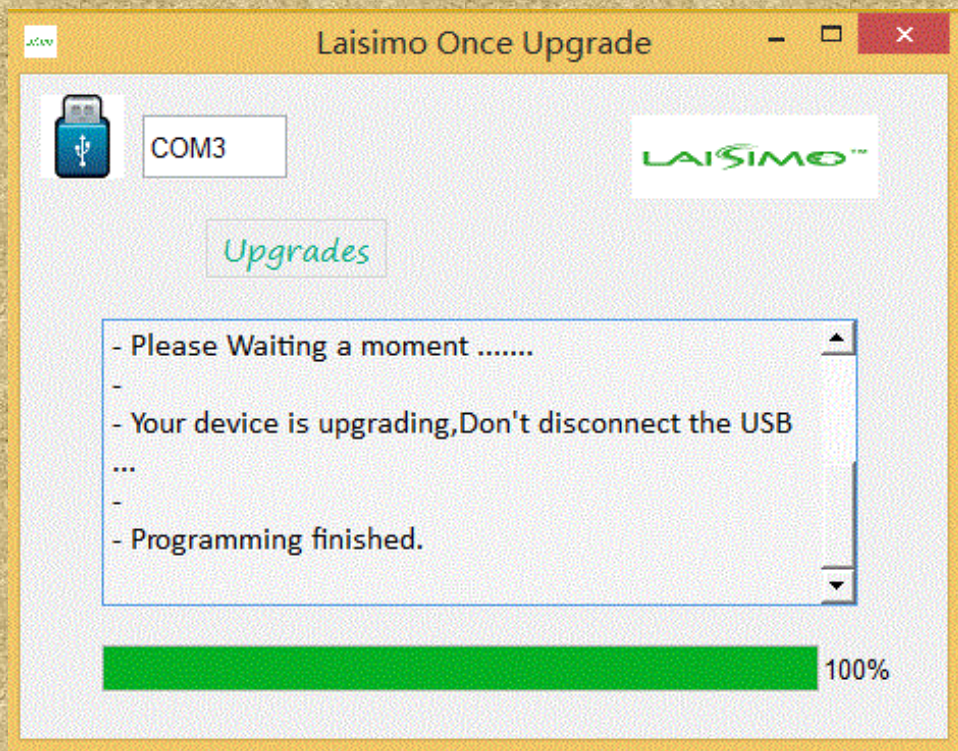 Laisimo Once Upgrade
COM3
LAISIMO™
Upgrades
- Please Waiting a moment .......
-
- Your device is upgrading,Don't disconnect the USB
...
-
- Programming finished.
100%